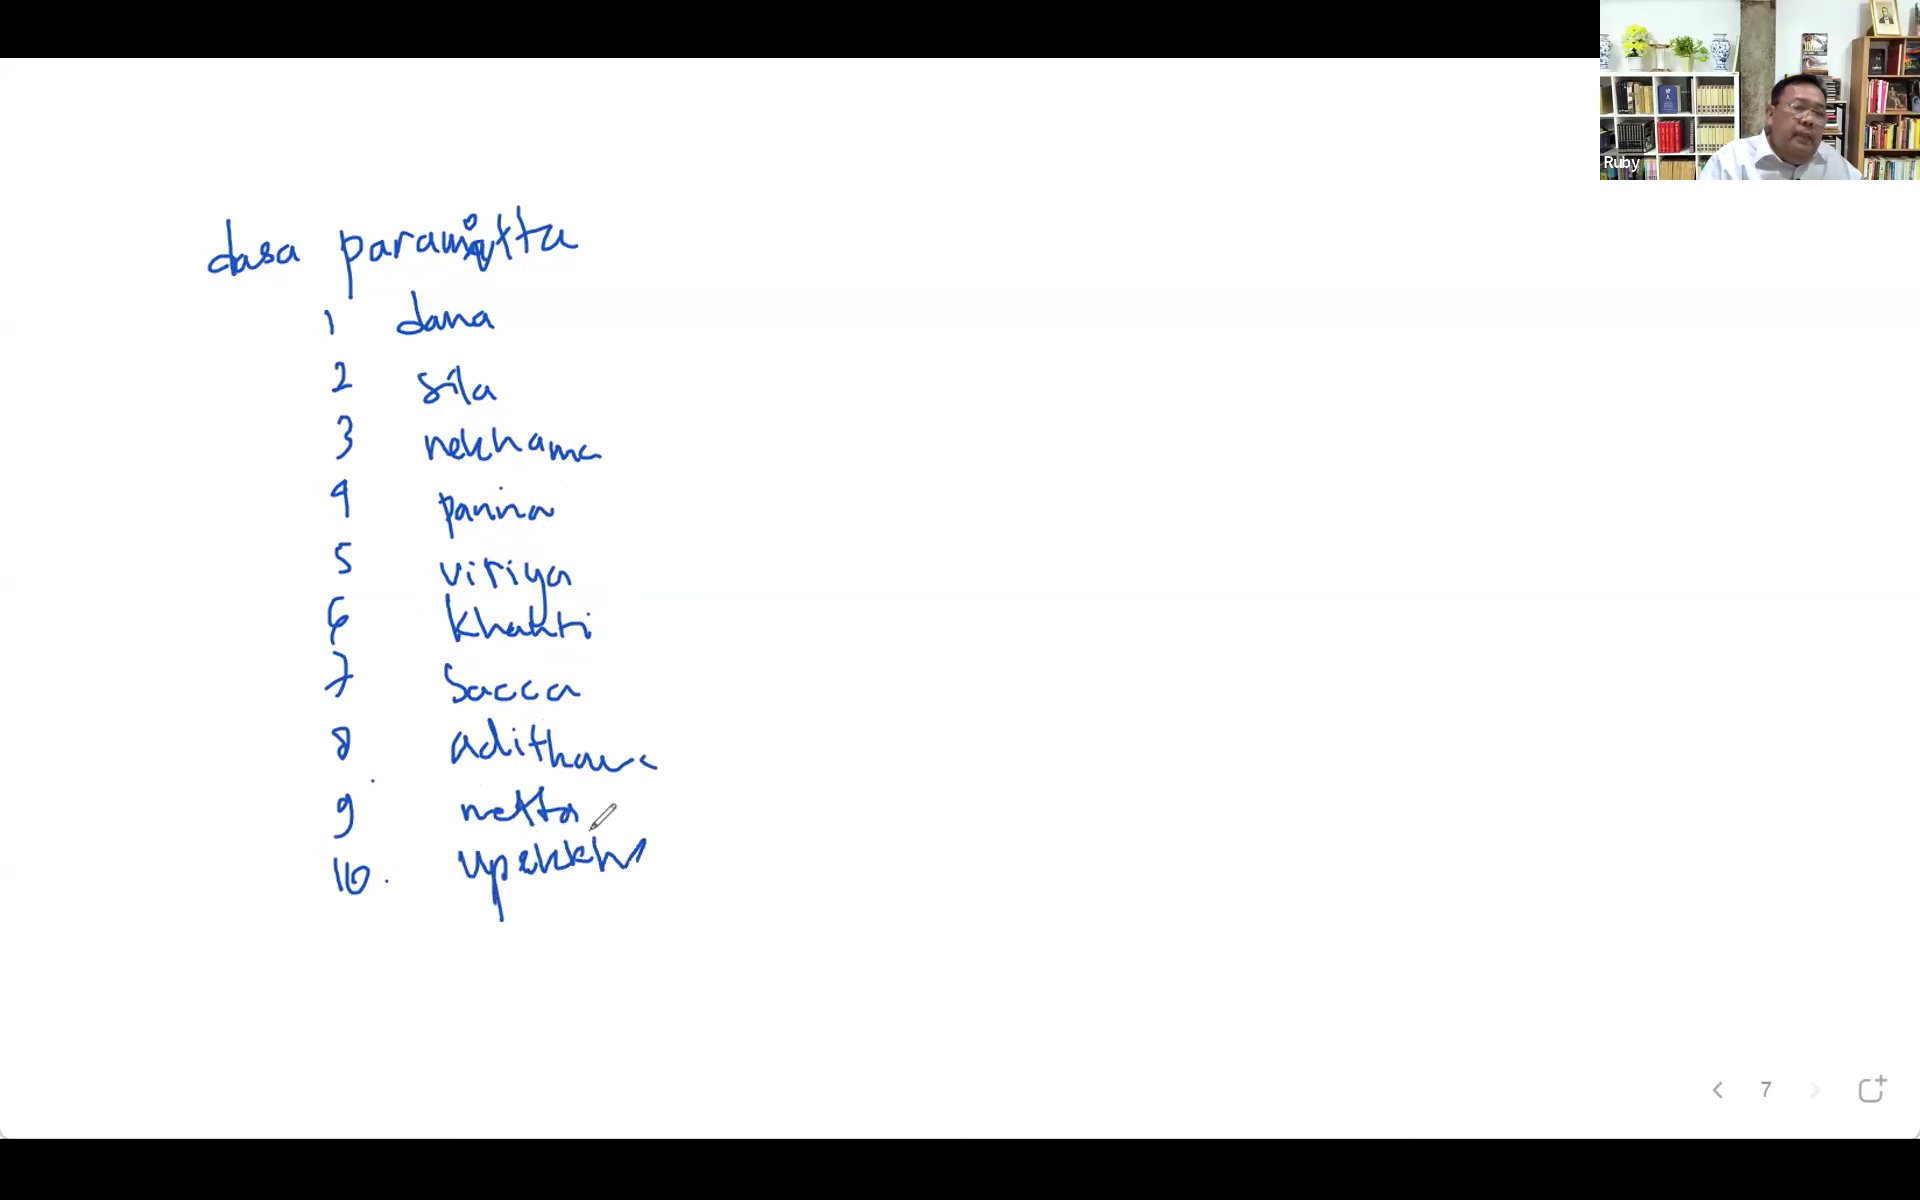 Ruby
dasa paramitta
1 dana
2 sila
3 nekhama
4 panna
5 viriya
6 khanti
7 sacca
8 adithana
9 metta
10. upekkha
7